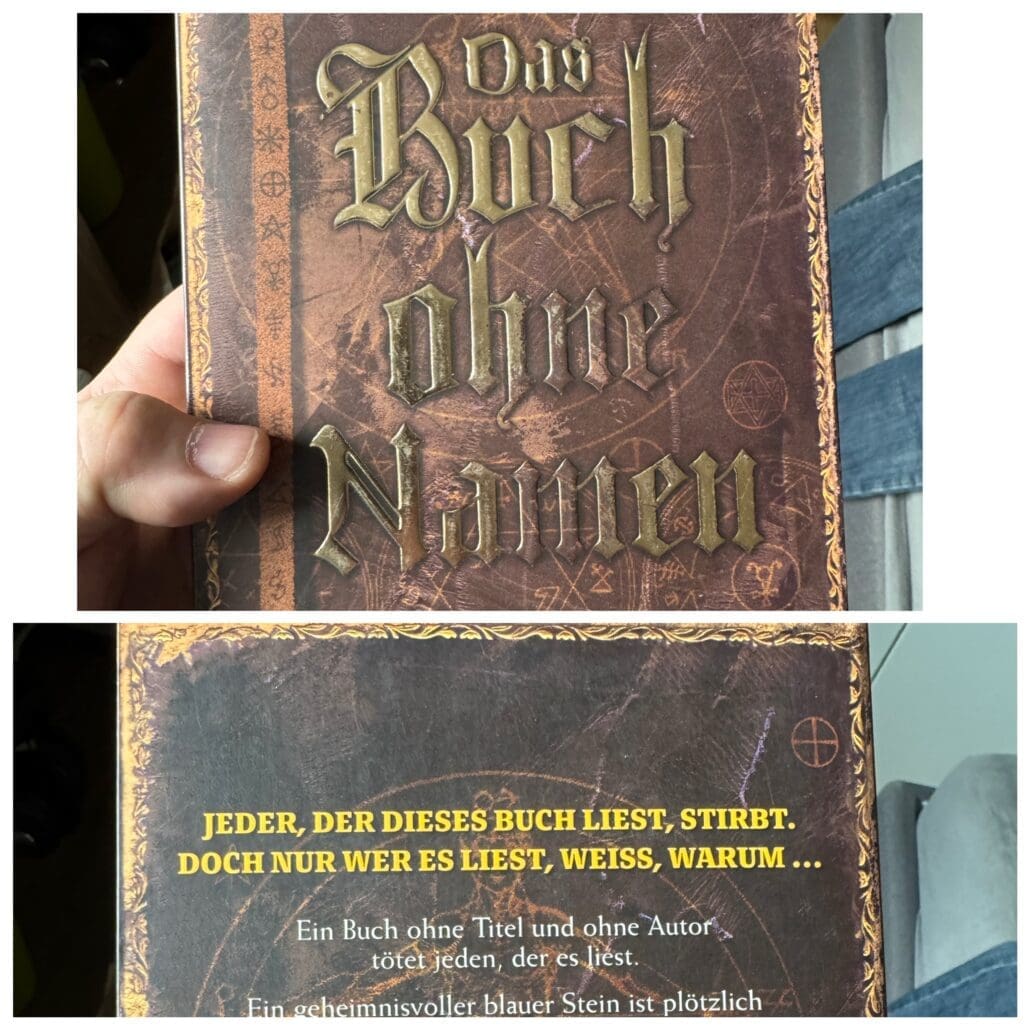 Das
Buch
ohne
Namen
JEDER, DER DIESES BUCH LIEST, STIRBT.
DOCH NUR WER ES LIEST, WEISS, WARUM ...
Ein Buch ohne Titel und ohne Autor
tötet jeden, der es liest.
Ein geheimnisvoller blauer Stein ist plötzlich